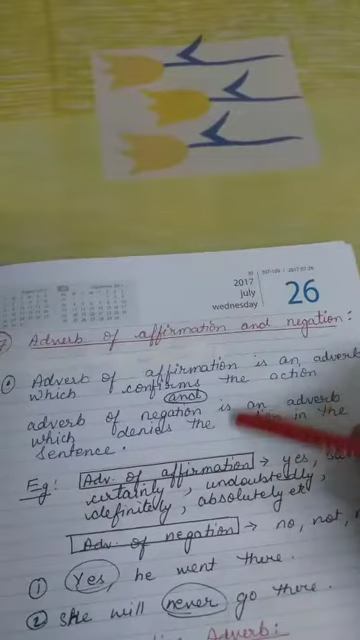 2017
july
wednesday
26
Adverb of affirmation and negation:
Adverb of affirmation is an adverb
which confirms the action
and
adverb of negation is an adverb
which denies the in the
sentence.
Eg: Adv. of affirmation → yes,
certainly, undoubtedly,
definitely, absolutely etc
Adv. of negation → no, not,
① Yes, he went there.
② She will never go there.
Adverb: